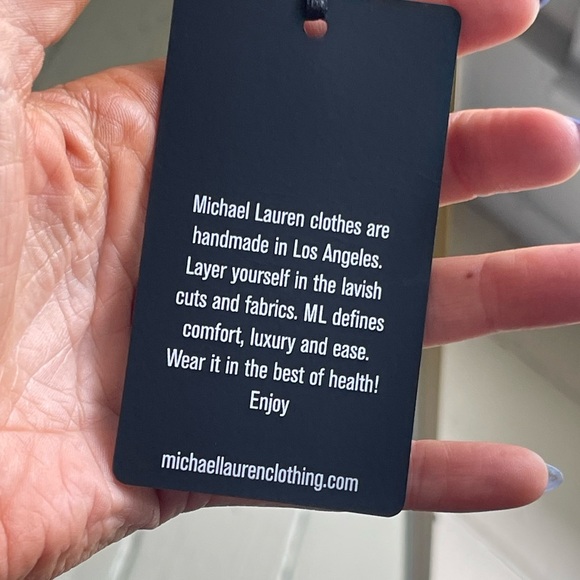 Michael Lauren clothes are
handmade in Los Angeles.
Layer yourself in the lavish
cuts and fabrics. ML defines
comfort, luxury and ease.
Wear it in the best of health!
Enjoy
michaellaurenclothing.com